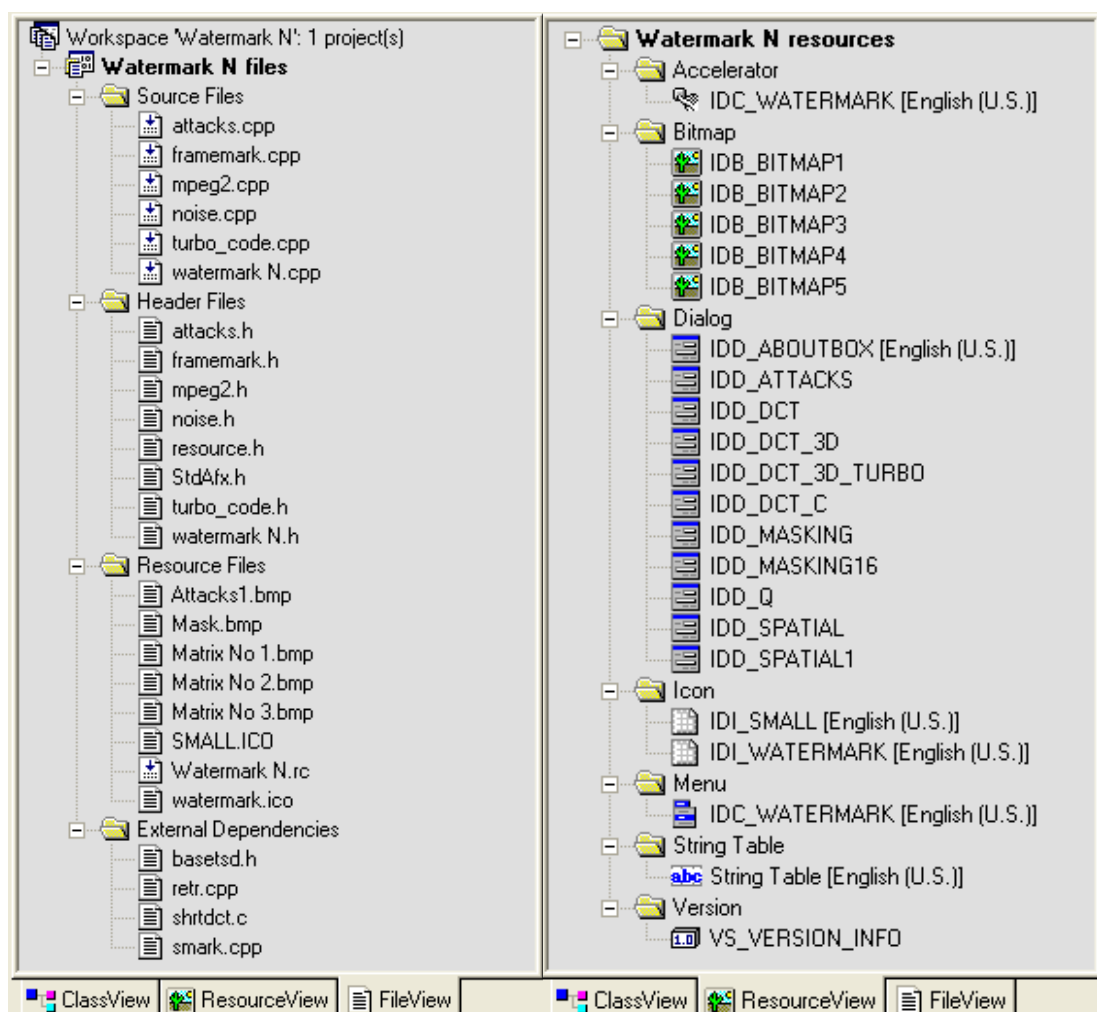 Workspace 'Watermark N': 1 project(s)
Watermark N files
Source Files
attacks.cpp
framemark.cpp
mpeg2.cpp
noise.cpp
turbo_code.cpp
watermark N.cpp
Header Files
attacks.h
framemark.h
mpeg2.h
noise.h
resource.h
StdAfx.h
turbo_code.h
watermark N.h
Resource Files
Attacks1.bmp
Mask.bmp
Matrix No 1.bmp
Matrix No 2.bmp
Matrix No 3.bmp
SMALL.ICO
Watermark N.rc
watermark.ico
External Dependencies
basetsd.h
retr.cpp
shrtdct.c
smark.cpp
ClassView ResourceView FileView
Watermark N resources
Accelerator
IDC_WATERMARK [English (U.S.)]
Bitmap
IDB_BITMAP1
IDB_BITMAP2
IDB_BITMAP3
IDB_BITMAP4
IDB_BITMAP5
Dialog
IDD_ABOUTBOX [English (U.S.)]
IDD_ATTACKS
IDD_DCT
IDD_DCT_3D
IDD_DCT_3D_TURBO
IDD_DCT_C
IDD_MASKING
IDD_MASKING16
IDD_Q
IDD_SPATIAL
IDD_SPATIAL1
Icon
IDI_SMALL [English (U.S.)]
IDI_WATERMARK [English (U.S.)]
Menu
IDC_WATERMARK [English (U.S.)]
String Table
abc String Table [English (U.S.)]
Version
1.0 VS_VERSION_INFO
ClassView ResourceView FileView